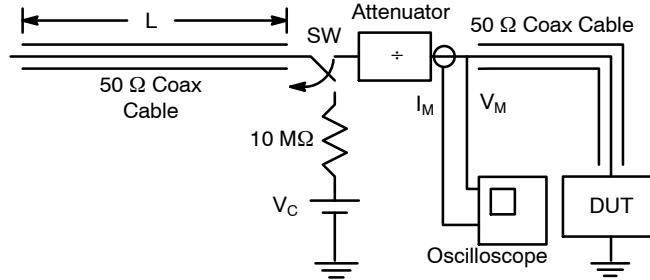 L
SW
Attenuator
÷
50 Ω Coax Cable
50 Ω Coax
Cable
I_M
V_M
10 MΩ
V_C
Oscilloscope
DUT